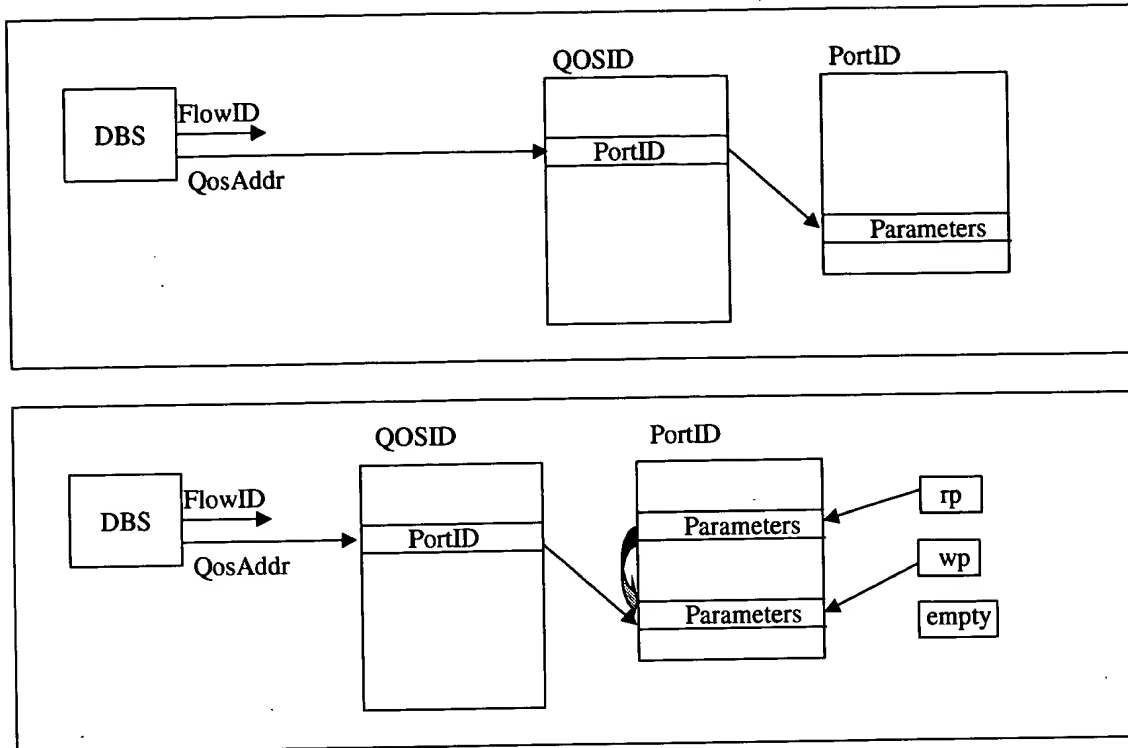 QOSID
PortID
DBS
FlowID
PortID
QosAddr
Parameters
QOSID
PortID
DBS
FlowID
rp
Parameters
PortID
QosAddr
wp
Parameters
empty